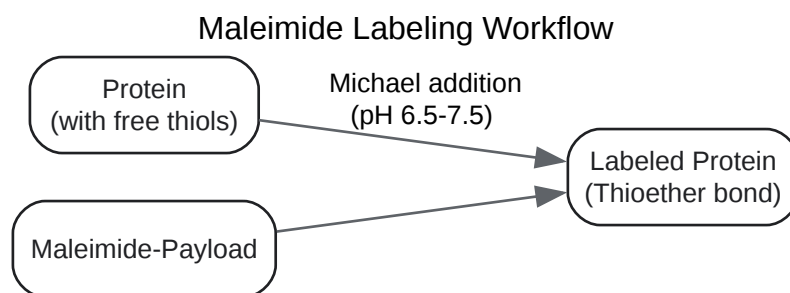 Maleimide Labeling Workflow
Protein
(with free thiols)
Michael addition
(pH 6.5-7.5)
Labeled Protein
(Thioether bond)
Maleimide-Payload